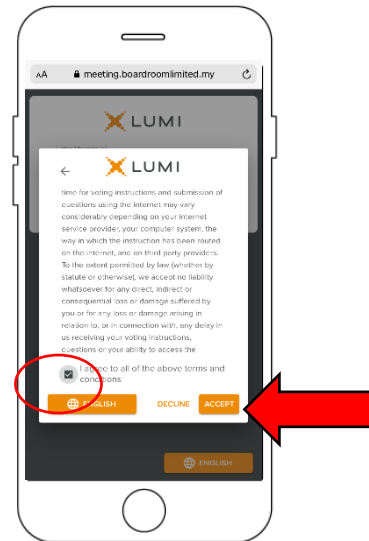 AA meeting.boardroomlimited.my
LUMI
LUMI
time for voting instructions and submission of
questions using the internet may vary
considerably depending on your internet
service provider, your computer system, the
way in which the instruction has been routed
on the internet, and on third party providers.
To the extent permitted by law (whether by
statute or otherwise), we accept no liability
whatsoever for any direct, indirect or
consequential loss or damage suffered by
you or for any loss or damage arising in
relation to, or in connection with, any delay in
us receiving your voting instructions,
questions or your ability to access the
I agree to all of the above terms and
conditions
ENGLISH DECLINE ACCEPT
ENGLISH